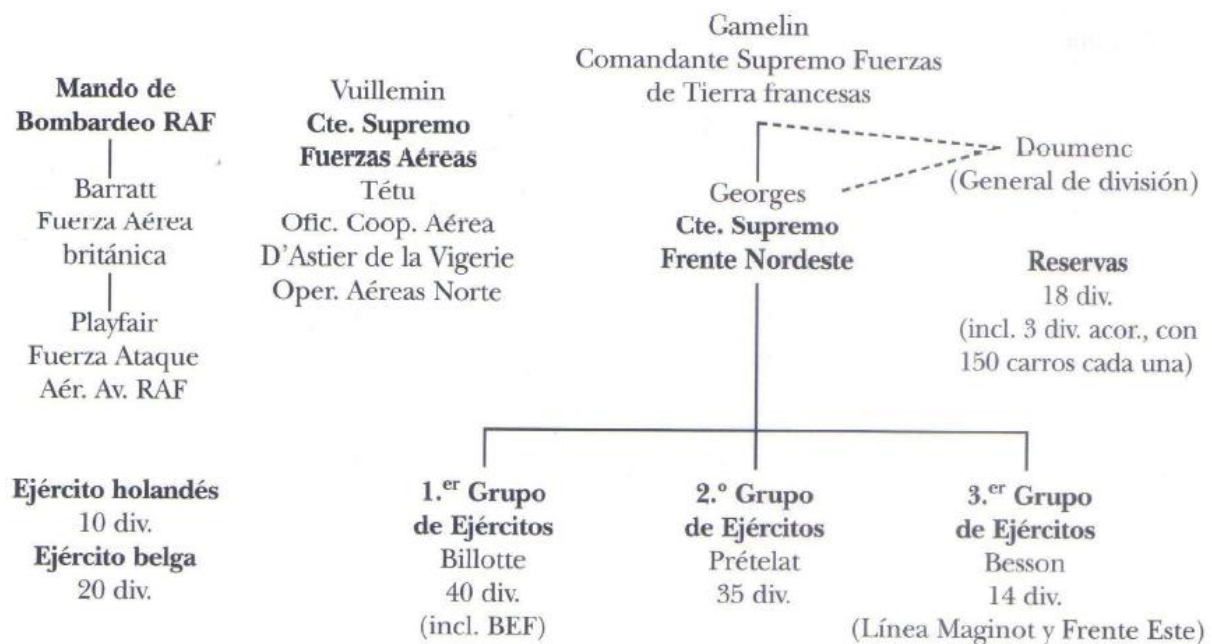 Gamelin
Comandante Supremo Fuerzas
de Tierra francesas
Mando de
Bombardeo RAF
Barratt
Fuerza Aérea
británica
Playfair
Fuerza Ataque
Aér. Av. RAF
Vuillemin
Cte. Supremo
Fuerzas Aéreas
Tétu
Ofic. Coop. Aérea
D'Astier de la Vigerie
Oper. Aéreas Norte
Doumenc
(General de división)
Georges
Cte. Supremo
Frente Nordeste
Reservas
18 div.
(incl. 3 div. acor., con
150 carros cada una)
Ejército holandés
10 div.
Ejército belga
20 div.
1.er Grupo
de Ejércitos
Billotte
40 div.
(incl. BEF)
2.º Grupo
de Ejércitos
Prételat
35 div.
3.er Grupo
de Ejércitos
Besson
14 div.
(Línea Maginot y Frente Este)